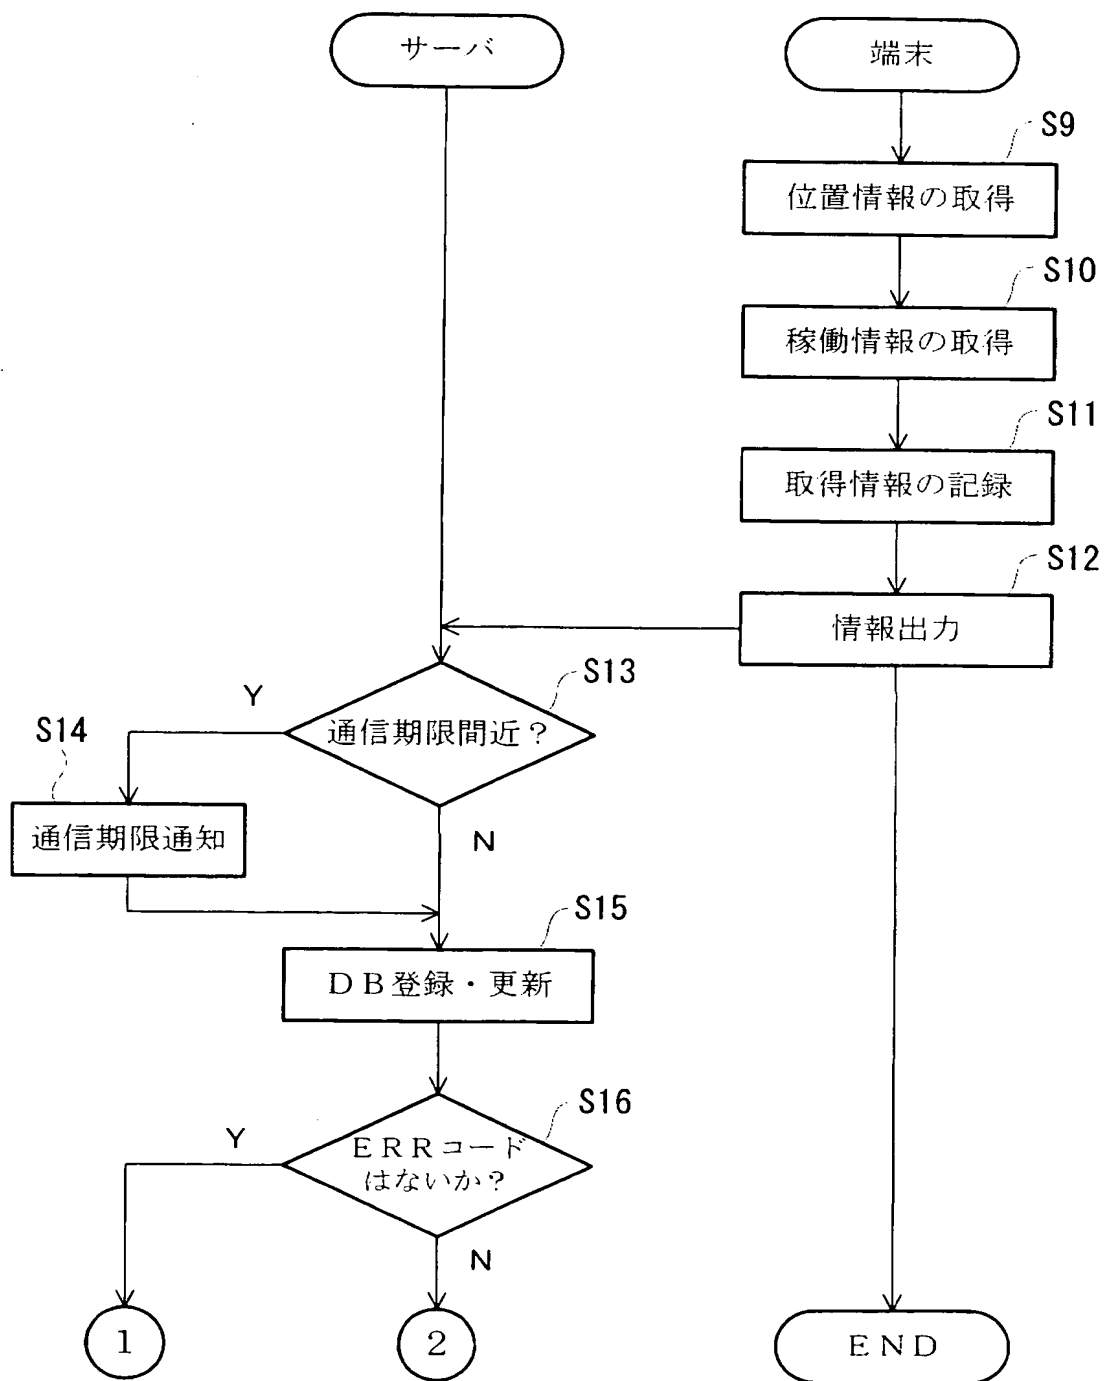 サーバ
端末
S9
位置情報の取得
S10
稼働情報の取得
S11
取得情報の記録
S12
情報出力
S13
通信期限間近？
Y
N
S14
通信期限通知
S15
ＤＢ登録・更新
S16
ＥＲＲコード
はないか？
Y
N
1
2
ＥＮＤ